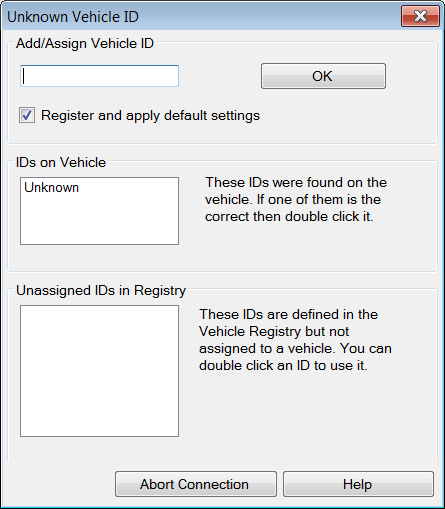 Unknown Vehicle ID
Add/Assign Vehicle ID
OK
Register and apply default settings
IDs on Vehicle
Unknown
These IDs were found on the
vehicle. If one of them is the
correct then double click it.
Unassigned IDs in Registry
These IDs are defined in the
Vehicle Registry but not
assigned to a vehicle. You can
double click an ID to use it.
Abort Connection
Help